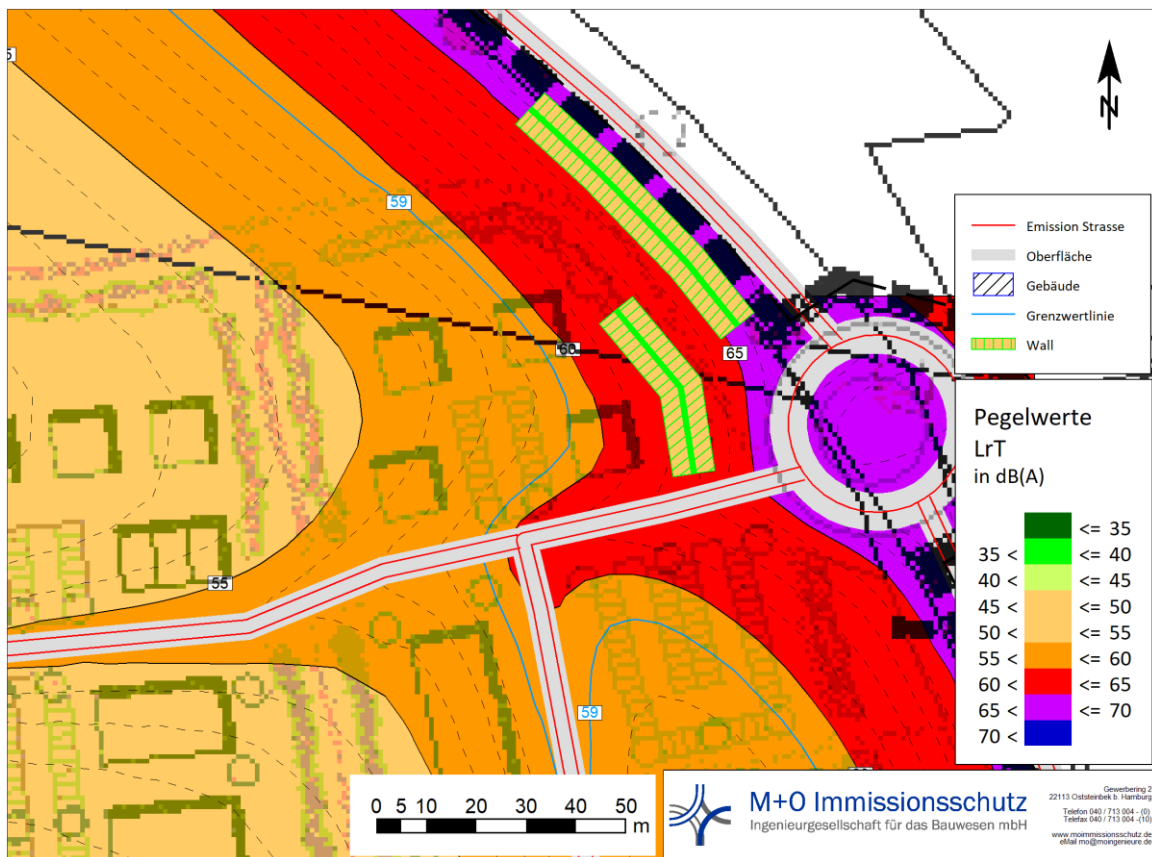 5
59
60
65
55
59
N
Emission Strasse
Oberfläche
Gebäude
Grenzwertlinie
Wall
Pegelwerte
LrT
in dB(A)
<= 35
35 < <= 40
40 < <= 45
45 < <= 50
50 < <= 55
55 < <= 60
60 < <= 65
65 < <= 70
70 <
0 5 10 20 30 40 50
m
M+O Immissionsschutz
Ingenieurgesellschaft für das Bauwesen mbH
Gewerbering 2
22113 Oststeinbek b. Hamburg
Telefon 040 / 713 004 - (0)
Telefax 040 / 713 004 -(10)
www.moimmissionsschutz.de
eMail mo@moingenieure.de